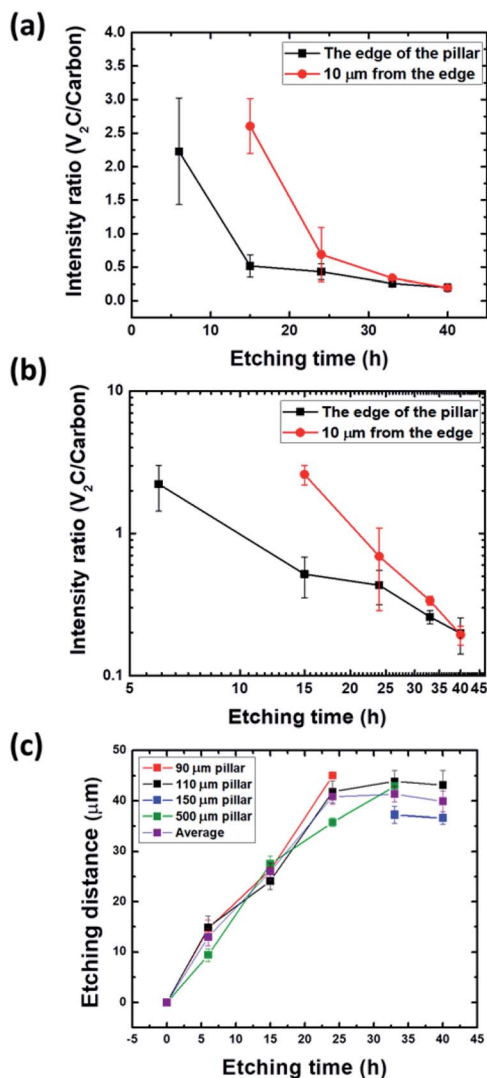 (a)
4.0
3.5
3.0
2.5
2.0
1.5
1.0
0.5
0.0
Intensity ratio (V₂C/Carbon)
The edge of the pillar
10 μm from the edge
0 10 20 30 40
Etching time (h)
(b)
10
1
0.1
Intensity ratio (V₂C/Carbon)
The edge of the pillar
10 μm from the edge
5 10 15 20 25 30 35 40 45
Etching time (h)
(c)
50
40
30
20
10
0
Etching distance (μm)
90 μm pillar
110 μm pillar
150 μm pillar
500 μm pillar
Average
-5 0 5 10 15 20 25 30 35 40 45
Etching time (h)